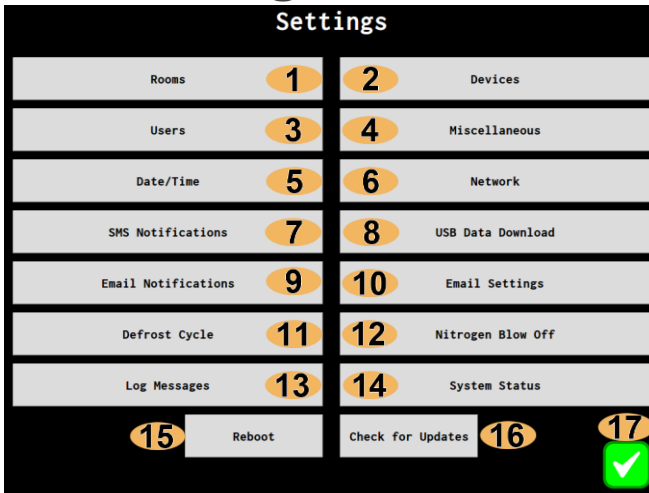 Settings
Rooms 1 2 Devices
Users 3 4 Miscellaneous
Date/Time 5 6 Network
SMS Notifications 7 8 USB Data Download
Email Notifications 9 10 Email Settings
Defrost Cycle 11 12 Nitrogen Blow Off
Log Messages 13 14 System Status
15 Reboot Check for Updates 16 17